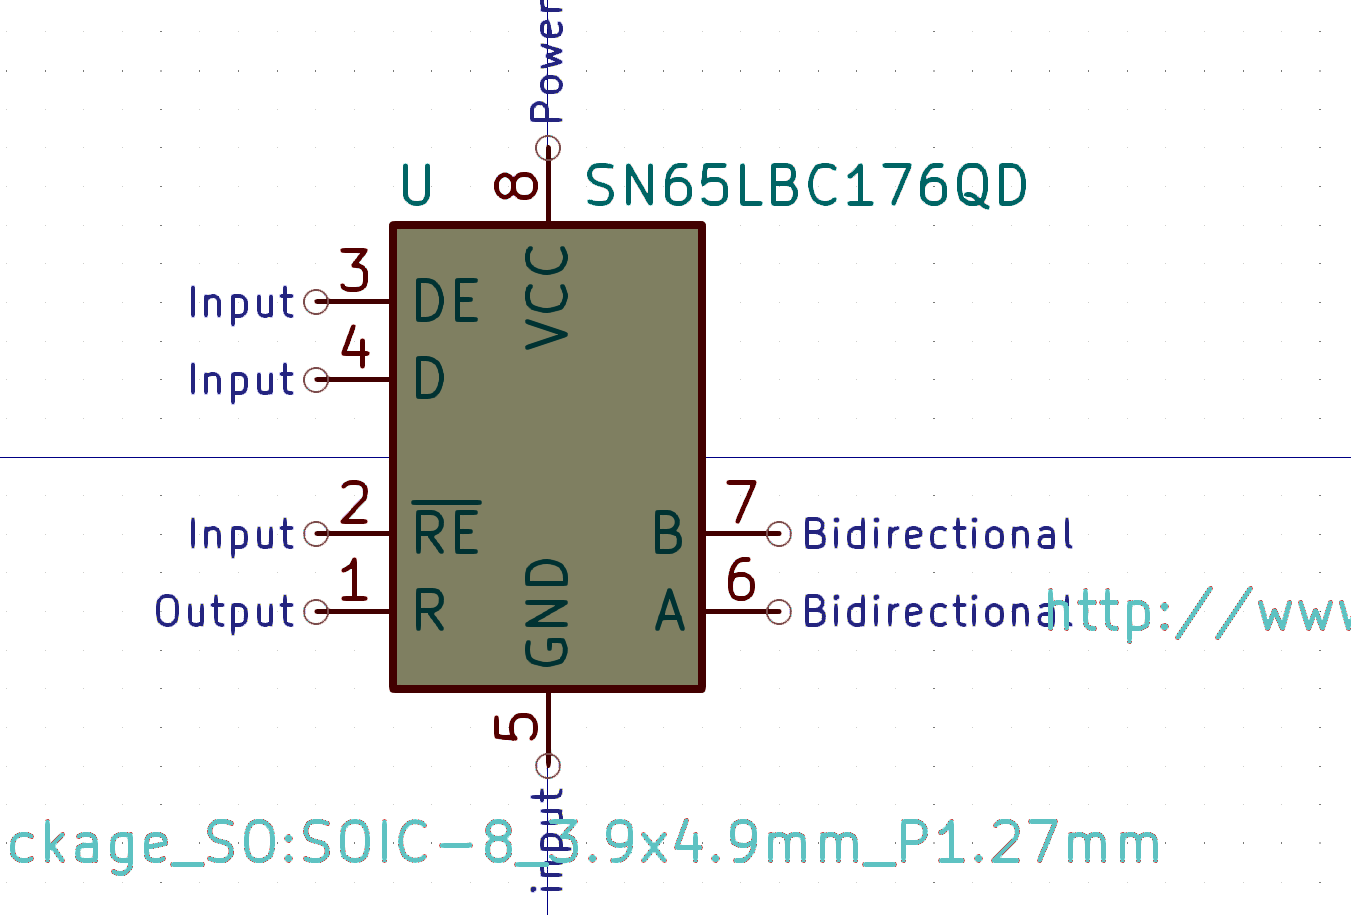 Power
U 8 SN65LBC176QD
VCC
3
Input DE
4
Input D
2 7
Input RE B Bidirectional
1 6
Output R A Bidirectional
http://www
GND
5
input
ckage_SO:SOIC-8_3.9x4.9mm_P1.27mm